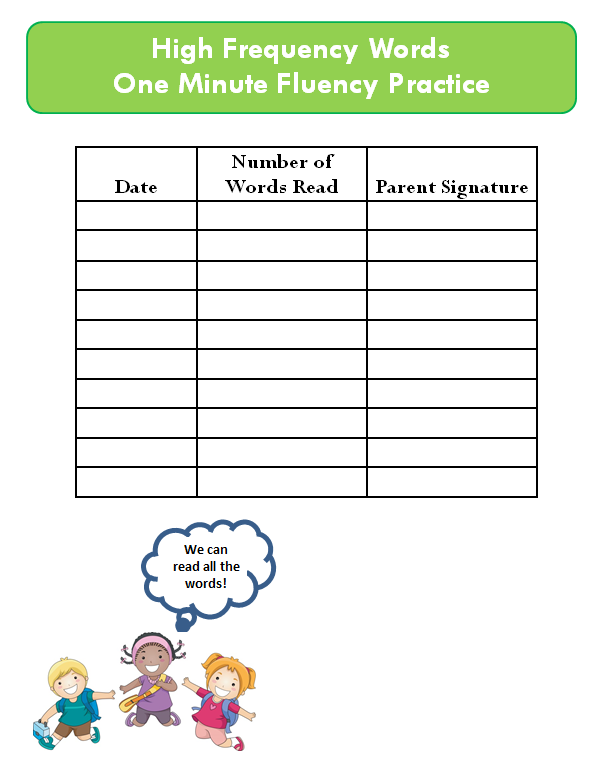 High Frequency Words
One Minute Fluency Practice
Number of
Date Words Read Parent Signature
We can
read all the
words!